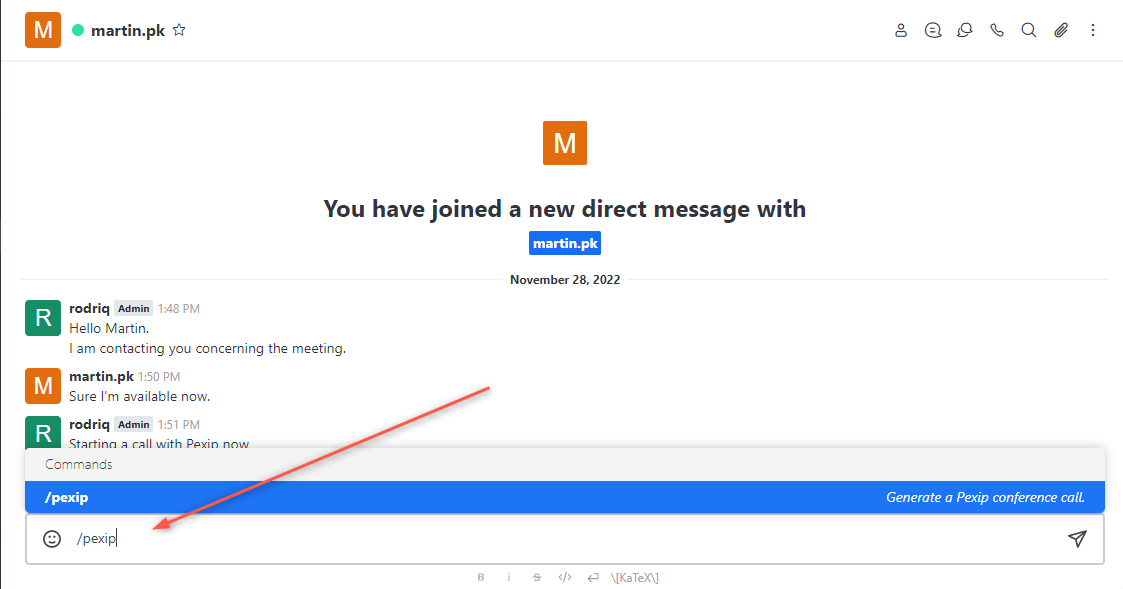 M martin.pk
M
You have joined a new direct message with
martin.pk
November 28, 2022
R rodriq Admin 1:48 PM
Hello Martin.
I am contacting you concerning the meeting.
M martin.pk 1:50 PM
Sure I'm available now.
R rodriq Admin 1:51 PM
Starting a call with Pexip now
Commands
/pexip Generate a Pexip conference call.
/pexip
B i S </> \[KaTeX\]